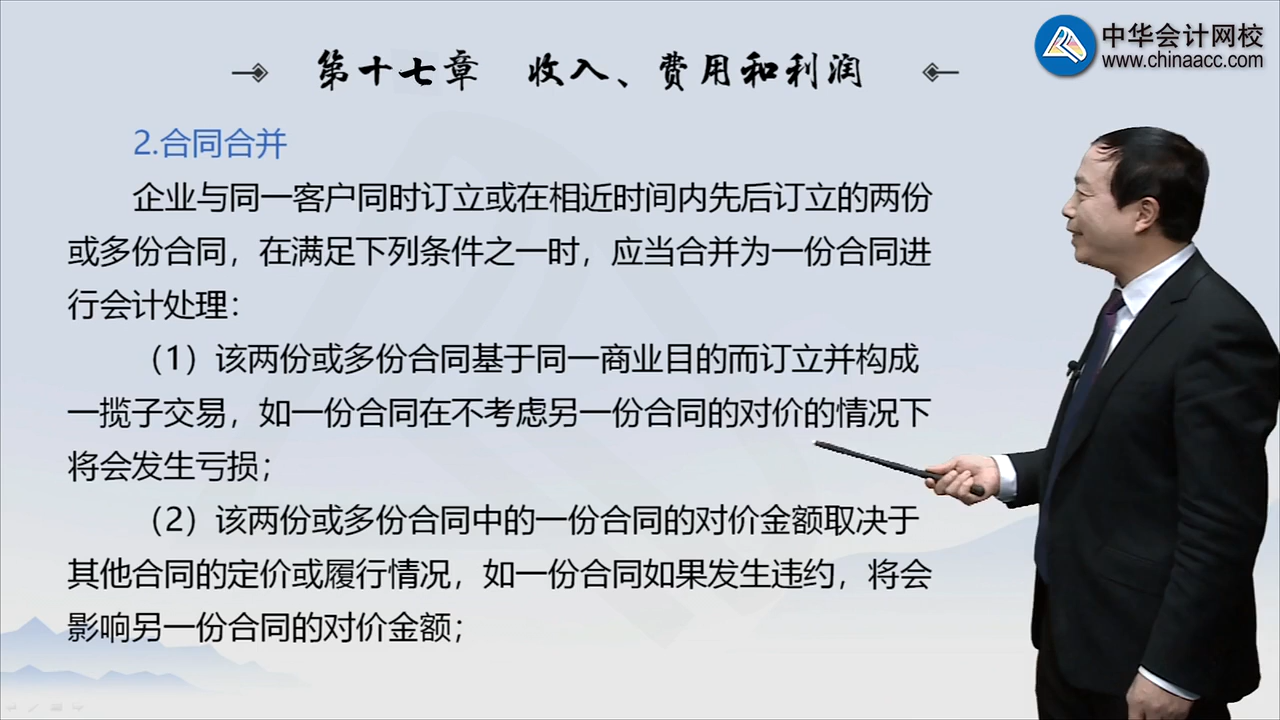 中华会计网校
www.chinaacc.com
第十七章 收入、费用和利润
2.合同合并
企业与同一客户同时订立或在相近时间内先后订立的两份
或多份合同，在满足下列条件之一时，应当合并为一份合同进
行会计处理：
（1）该两份或多份合同基于同一商业目的而订立并构成
一揽子交易，如一份合同在不考虑另一份合同的对价的情况下
将会发生亏损；
（2）该两份或多份合同中的一份合同的对价金额取决于
其他合同的定价或履行情况，如一份合同如果发生违约，将会
影响另一份合同的对价金额；